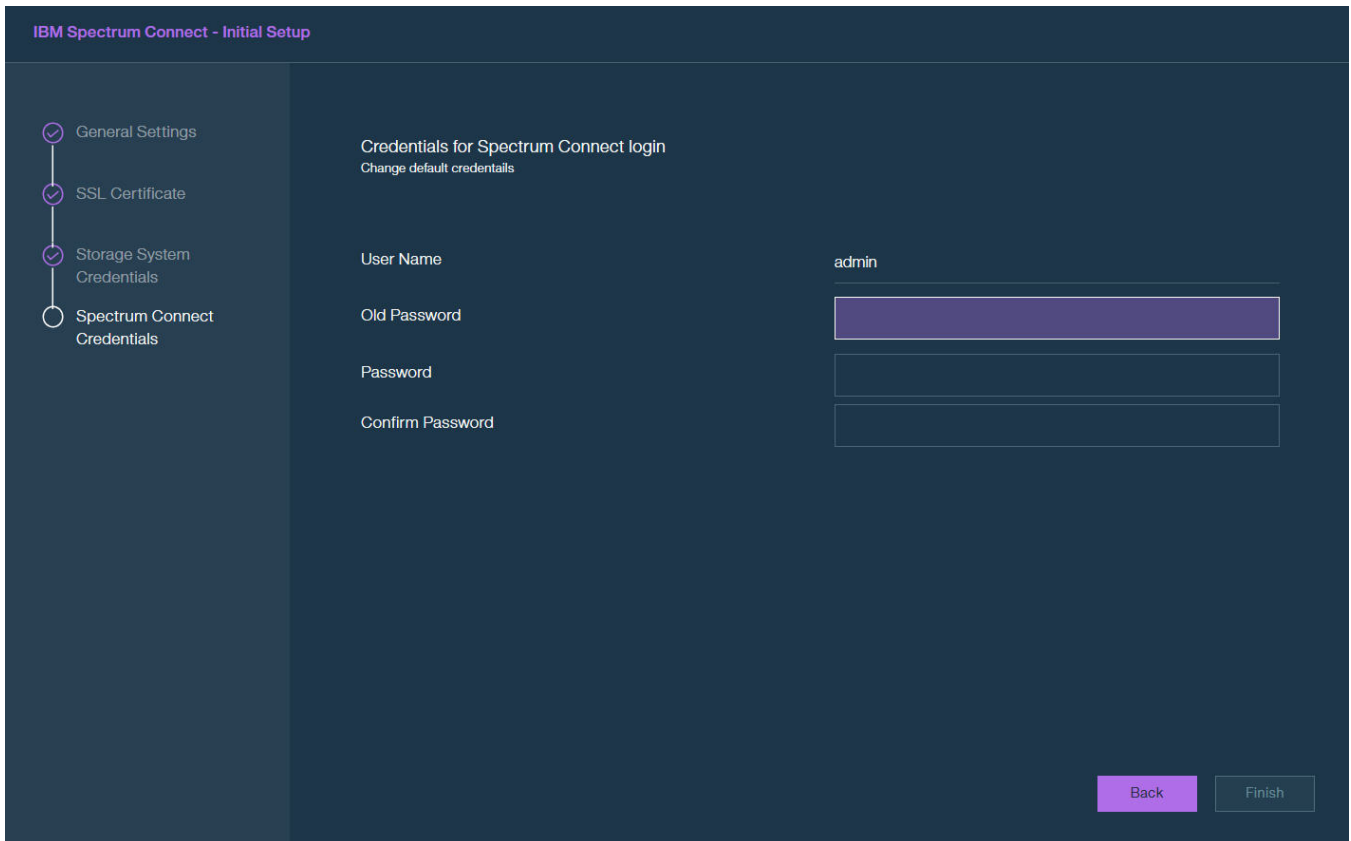 IBM Spectrum Connect - Initial Setup
General Settings
SSL Certificate
Storage System
Credentials
Spectrum Connect
Credentials
Credentials for Spectrum Connect login
Change default credentails
User Name
admin
Old Password
Password
Confirm Password
Back
Finish